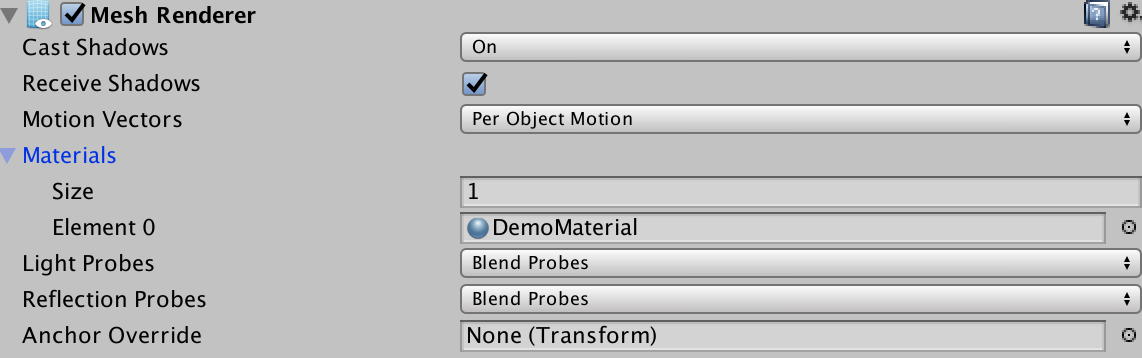 Mesh Renderer
Cast Shadows On
Receive Shadows
Motion Vectors Per Object Motion
Materials
Size 1
Element 0 DemoMaterial
Light Probes Blend Probes
Reflection Probes Blend Probes
Anchor Override None (Transform)